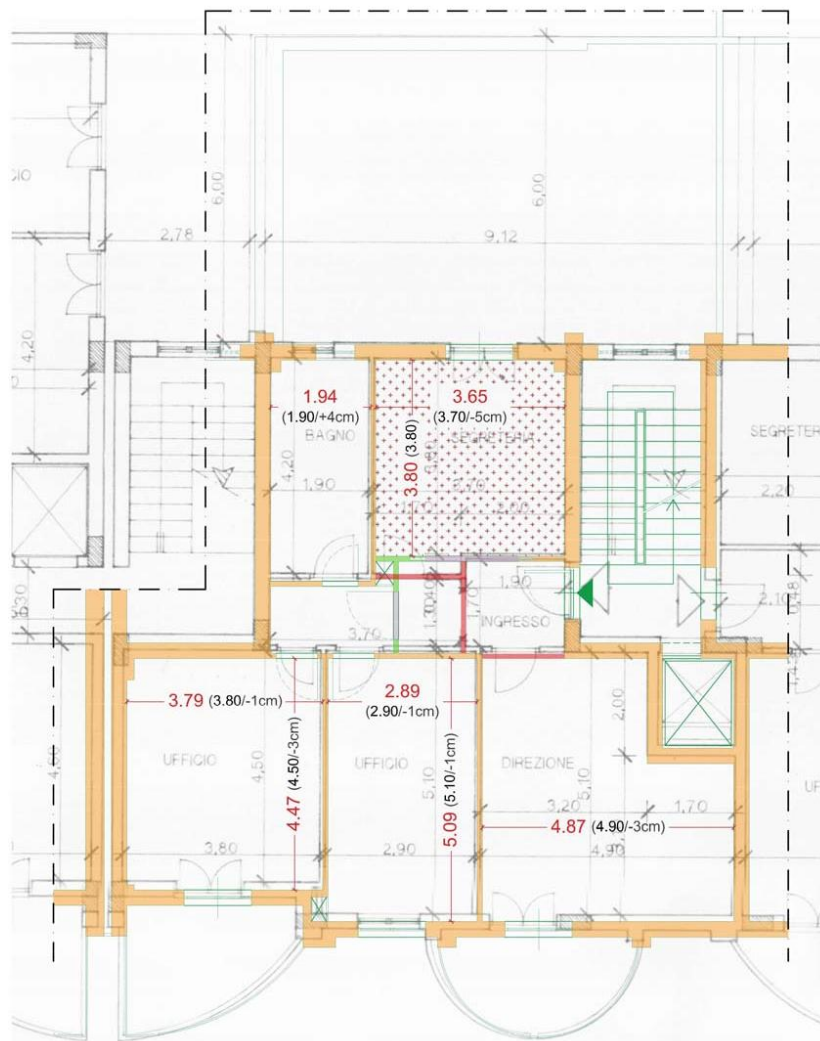 6,00
6,00
2,78
9,12
4,20
1.94
(1.90/+4cm)
BAGNO
3.65
(3.70/-5cm)
SEGRETERIA
3.80 (3.80)
4,20
1,90
SEGRETER
2,20
1,90
INGRESSO
1,70
3,70
2,10
1,48
3.79 (3.80/-1cm)
2.89
(2.90/-1cm)
2,00
UFFICIO
4,50
4.47 (4.50/-3cm)
UFFICIO
5,10
5.09 (5.10/-1cm)
DIREZIONE
5,10
3,20
1,70
4.87 (4.90/-3cm)
3,80
2,90
4,90